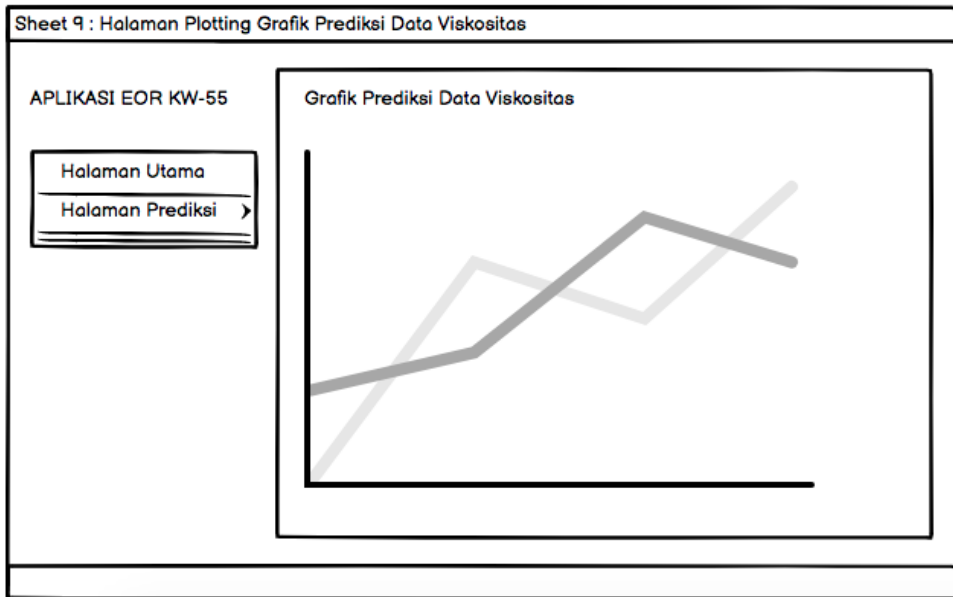 Sheet 9 : Halaman Plotting Grafik Prediksi Data Viskositas
APLIKASI EOR KW-55
Halaman Utama
Halaman Prediksi
Grafik Prediksi Data Viskositas